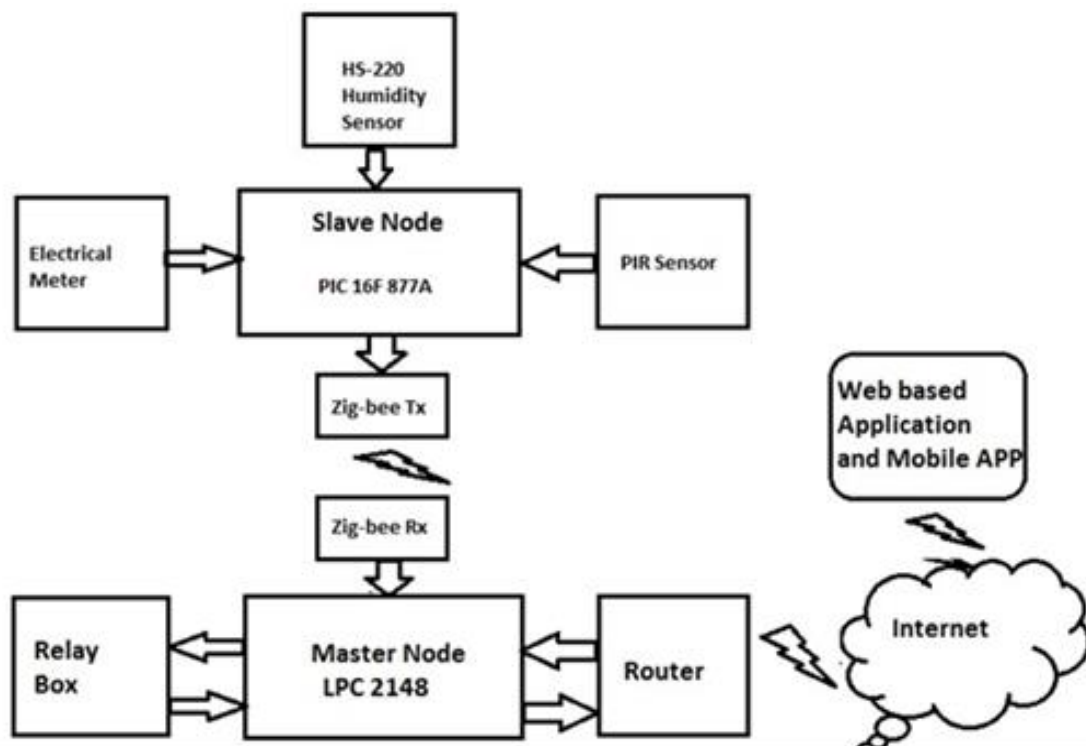 HS-220
Humidity
Sensor
Electrical
Meter
Slave Node
PIC 16F 877A
PIR Sensor
Zig-bee Tx
Web based
Application
and Mobile APP
Zig-bee Rx
Relay
Box
Master Node
LPC 2148
Router
Internet